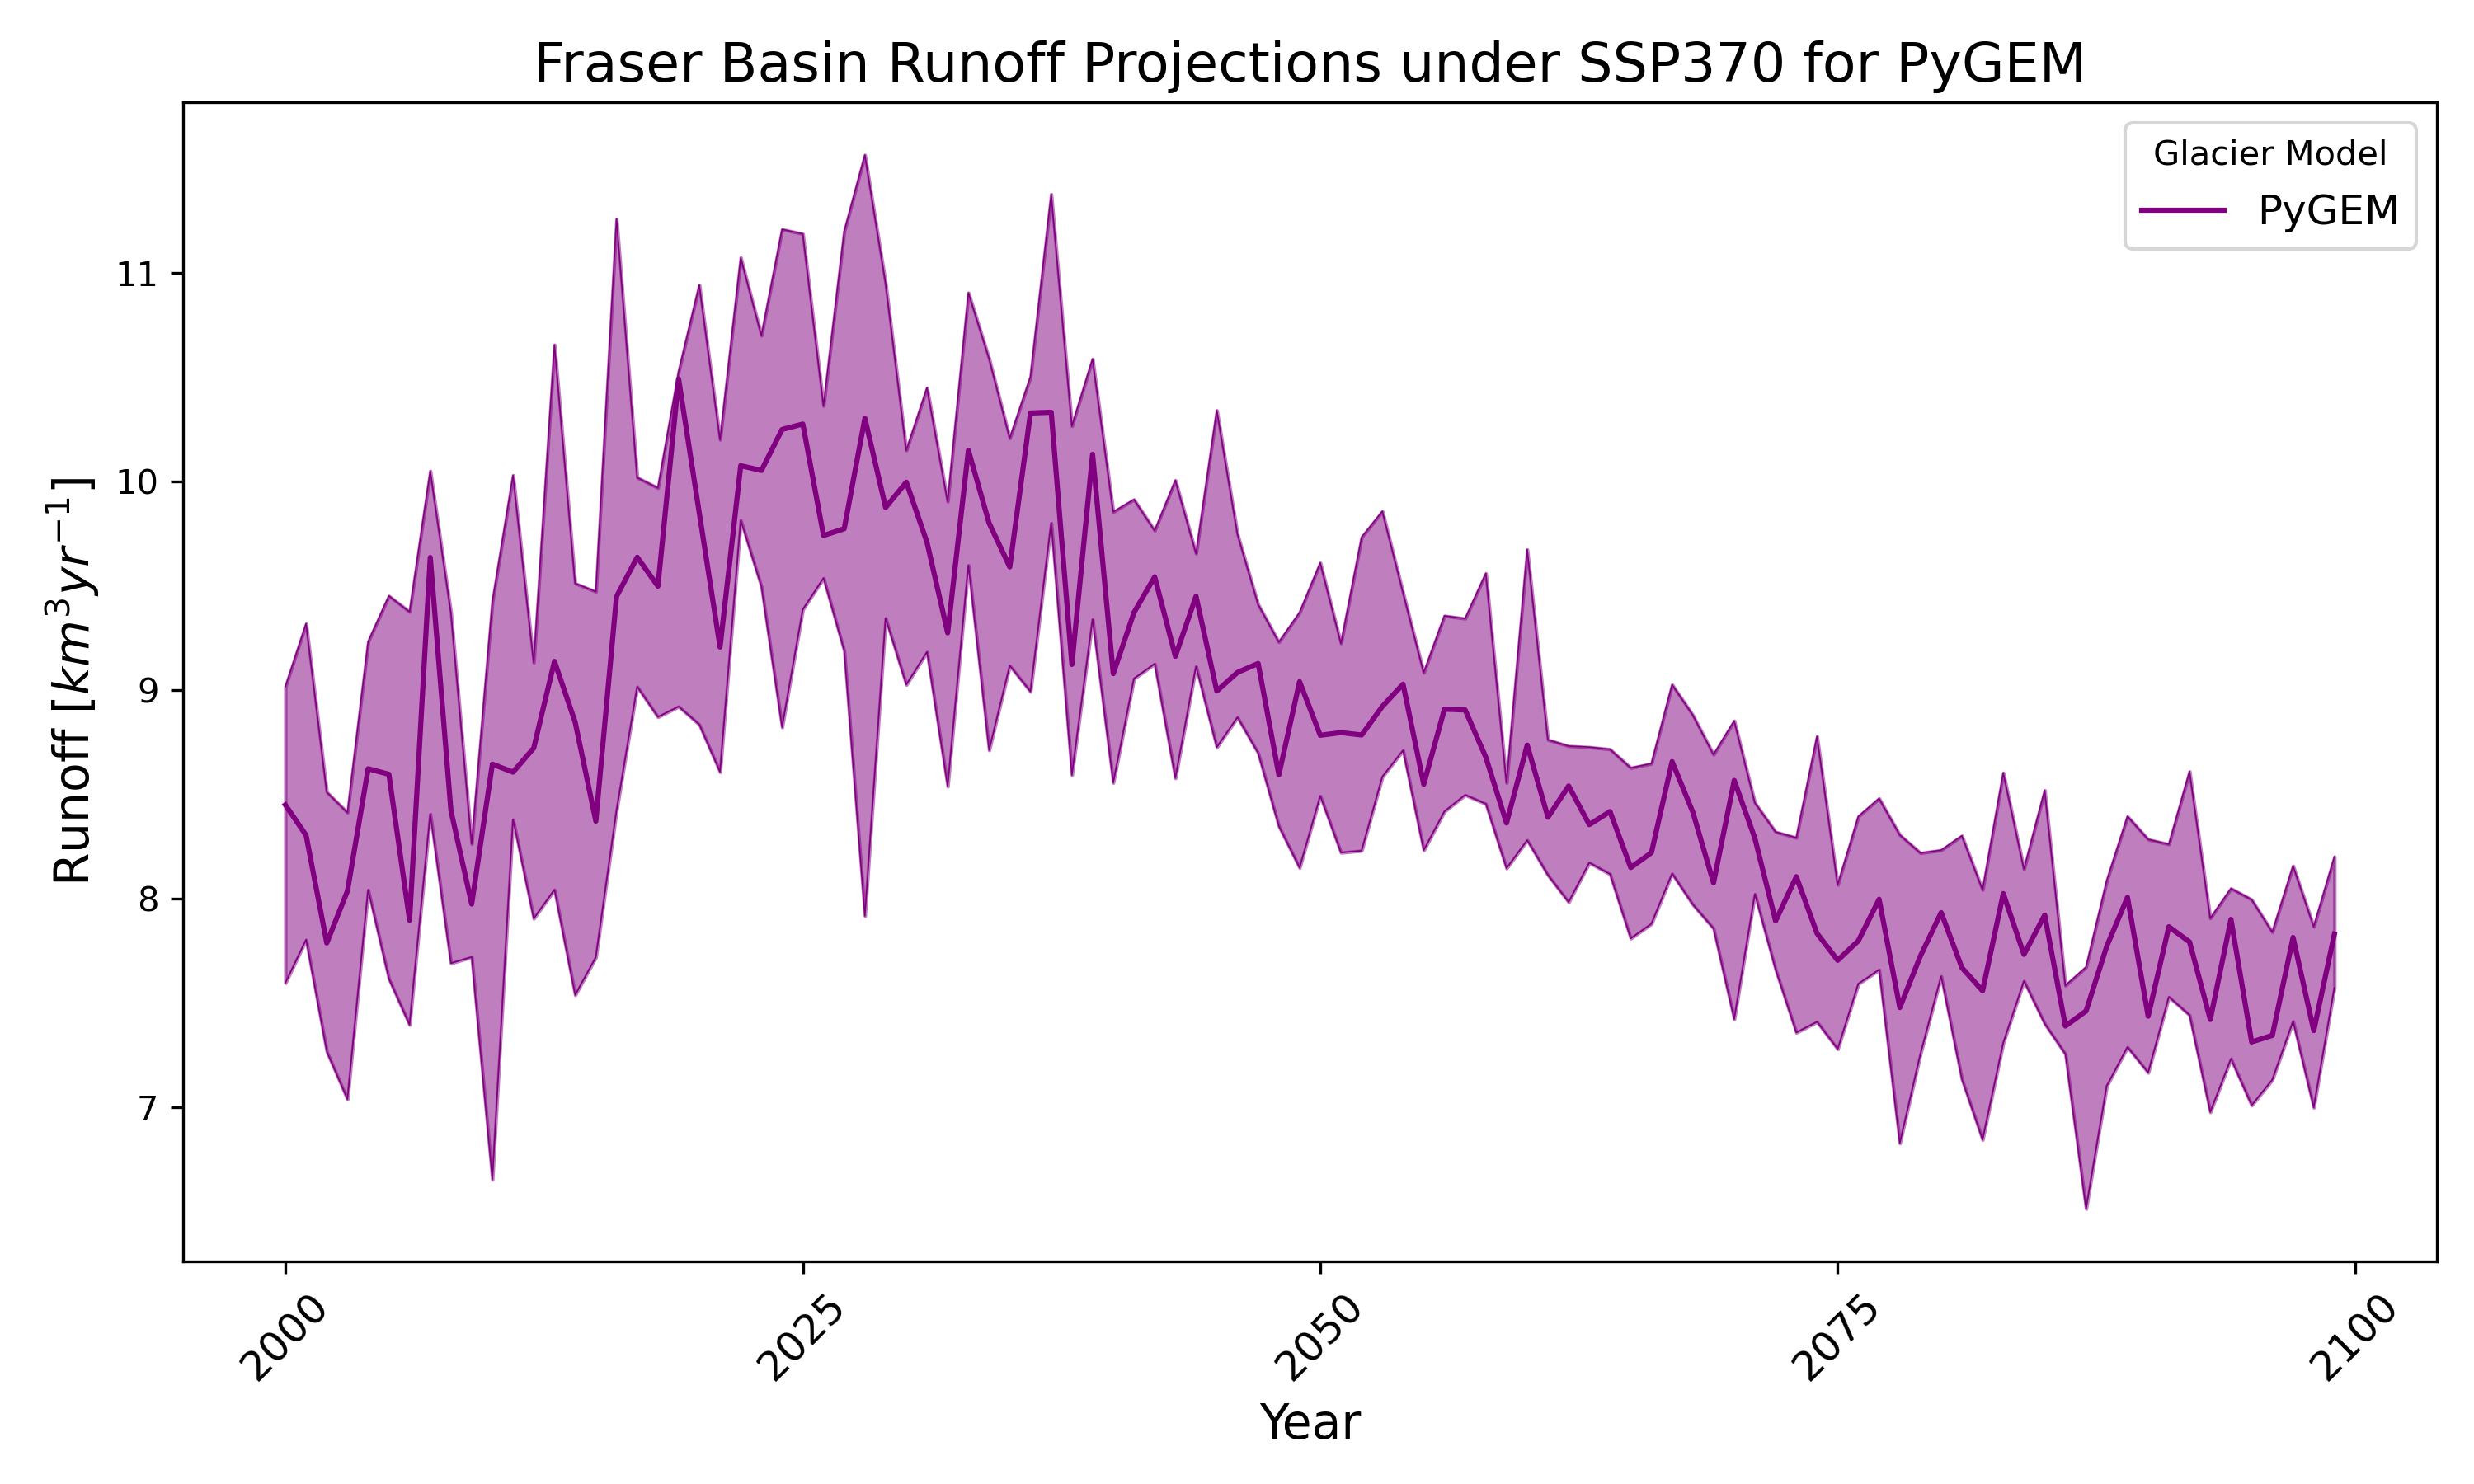 Fraser Basin Runoff Projections under SSP370 for PyGEM
Glacier Model
PyGEM
Runoff [km³yr⁻¹]
11
10
9
8
7
2000
2025
2050
2075
2100
Year